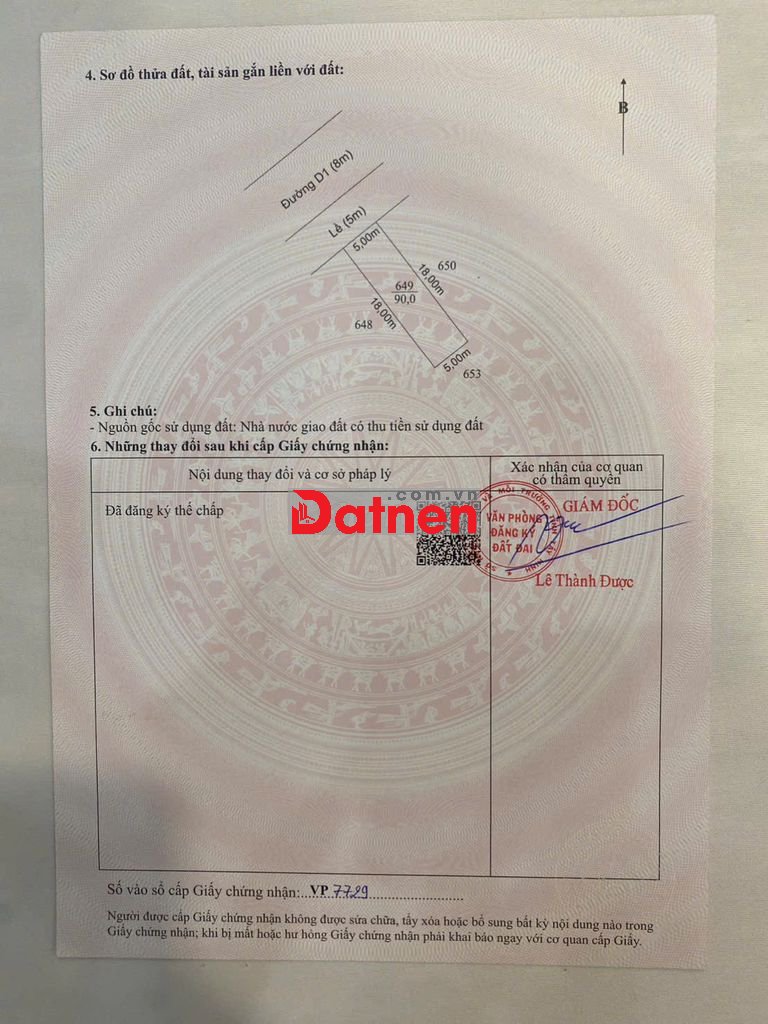 4. Sơ đồ thửa đất, tài sản gắn liền với đất:
B
Đường D1 (8m)
Lề (5m)
5,00m
650
18,00m
649
90,0
18,00m
648
5,00m
653
5. Ghi chú:
- Nguồn gốc sử dụng đất: Nhà nước giao đất có thu tiền sử dụng đất
6. Những thay đổi sau khi cấp Giấy chứng nhận:
Nội dung thay đổi và cơ sở pháp lý
Xác nhận của cơ quan
có thẩm quyền
Đã đăng ký thế chấp
.com.vn
Datnen
VÀ MÔI TRƯỜNG
VĂN PHÒNG
ĐĂNG KÝ
ĐẤT ĐAI
GIÁM ĐỐC
Lê Thành Được
Số vào sổ cấp Giấy chứng nhận: VP 7729
Người được cấp Giấy chứng nhận không được sửa chữa, tẩy xóa hoặc bổ sung bất kỳ nội dung nào trong
Giấy chứng nhận; khi bị mất hoặc hư hỏng Giấy chứng nhận phải khai báo ngay với cơ quan cấp Giấy.